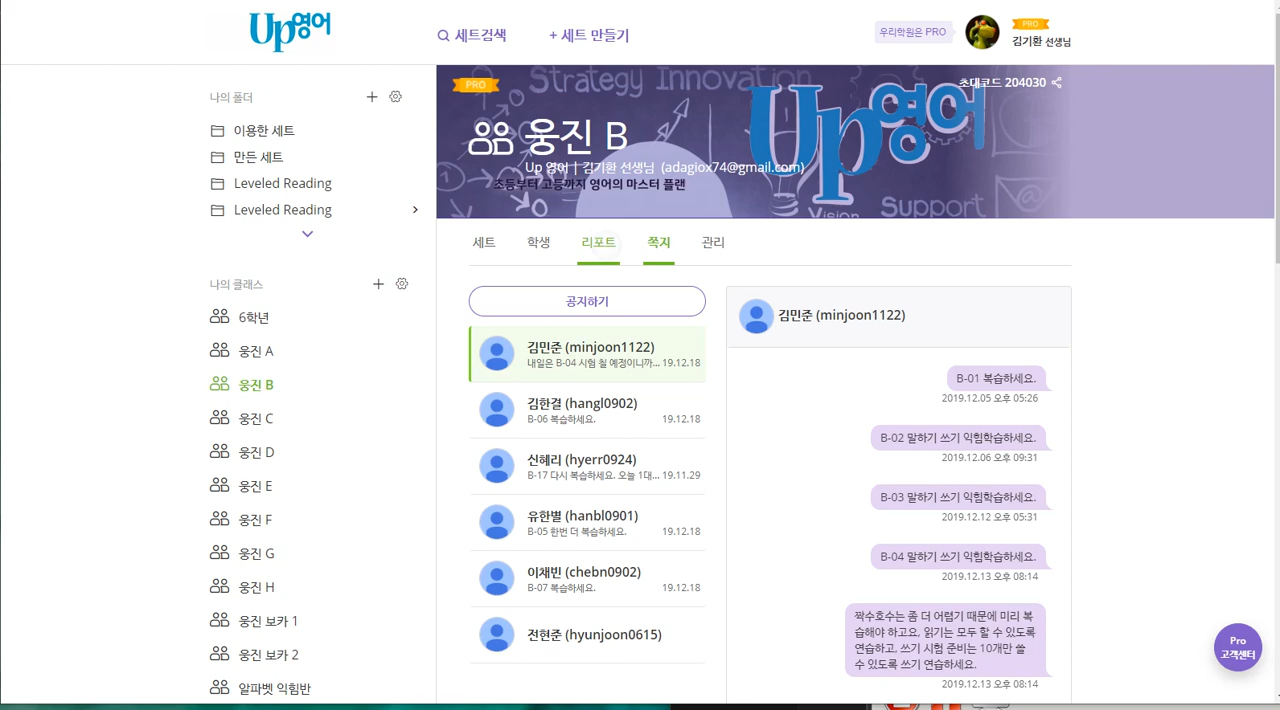 Up영어
세트검색
+ 세트 만들기
우리학원은 PRO
PRO
김기환 선생님
나의 폴더
이용한 세트
만든 세트
Leveled Reading
Leveled Reading
나의 클래스
6학년
웅진 A
웅진 B
웅진 C
웅진 D
웅진 E
웅진 F
웅진 G
웅진 H
웅진 보카 1
웅진 보카 2
알파벳 익힘반
PRO
Strategy Innovation
초대코드 204030
Up영어
웅진 B
Up 영어 | 김기환 선생님 (adagiox74@gmail.com)
초등부터 고등까지 영어의 마스터 플랜
Vision
Support
세트
학생
리포트
쪽지
관리
공지하기
김민준 (minjoon1122)
내일은 B-04 시험 칠 예정이니까... 19.12.18
김한결 (hangl0902)
B-06 복습하세요. 19.12.18
신혜리 (hyerr0924)
B-17 다시 복습하세요. 오늘 1대... 19.11.29
유한별 (hanbl0901)
B-05 한번 더 복습하세요. 19.12.18
이채빈 (chebn0902)
B-07 복습하세요. 19.12.18
전현준 (hyunjoon0615)
김민준 (minjoon1122)
B-01 복습하세요.
2019.12.05 오후 05:26
B-02 말하기 쓰기 익힘학습하세요.
2019.12.06 오후 09:31
B-03 말하기 쓰기 익힘학습하세요.
2019.12.12 오후 05:31
B-04 말하기 쓰기 익힘학습하세요.
2019.12.13 오후 08:14
짝수호수는 좀 더 어렵기 때문에 미리 복
습해야 하고요, 읽기는 모두 할 수 있도록
연습하고, 쓰기 시험 준비는 10개만 쓸
수 있도록 쓰기 연습하세요.
2019.12.13 오후 08:14
Pro
고객센터